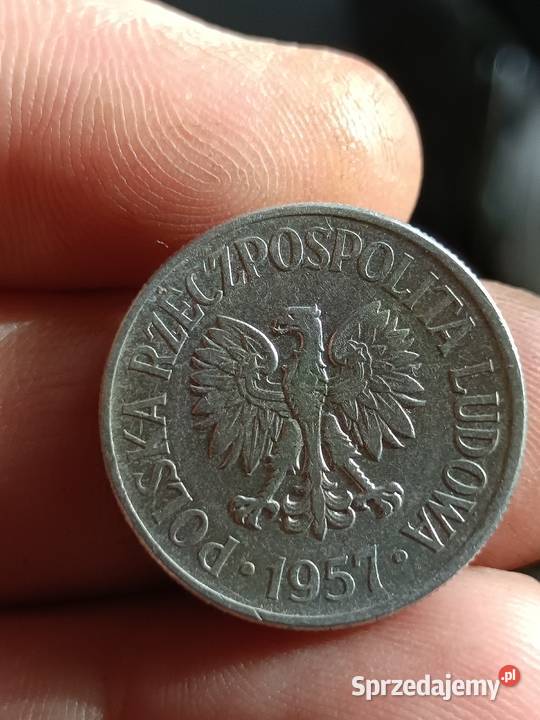 POLSKA RZECZPOSPOLITA LUDOWA
· 1957 ·
Sprzedajemy.pl